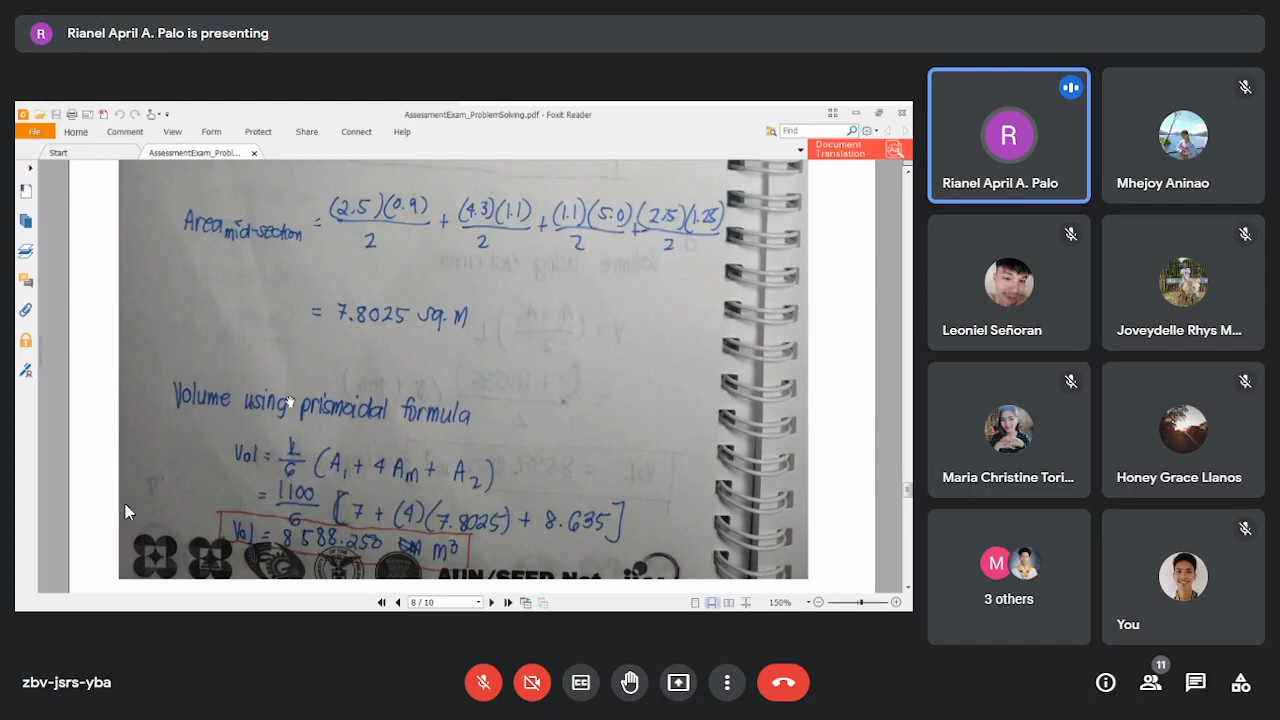 R Rianel April A. Palo is presenting
AssessmentExam_ProblemSolving.pdf - Foxit Reader
File Home Comment View Form Protect Share Connect Help
Find
Start
AssessmentExam_Probl...
Document
Translation
Area mid-section = (2.5)(0.9)/2 + (4.3)(1.1)/2 + (1.1)(5.0)/2 + (2.5)(1.25)/2
= 7.8025 sq.m
Volume using prismoidal formula
Vol = L/6 (A1 + 4Am + A2)
= 1100/6 [7 + (4)(7.8025) + 8.635]
Vol = 8588.250 m³
AUN/SEED-Net
8 / 10
150%
R
Rianel April A. Palo
Mhejoy Aninao
Leoniel Señoran
Joveydelle Rhys M...
Maria Christine Tori...
Honey Grace Llanos
M
3 others
You
zbv-jsrs-yba
11